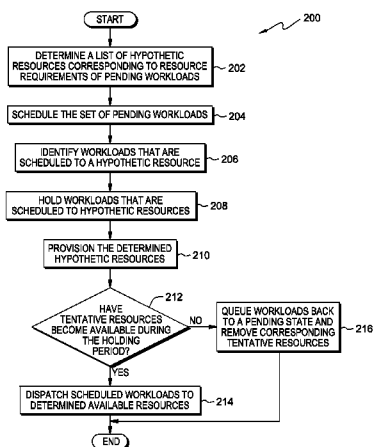 START
200
DETERMINE A LIST OF HYPOTHETIC
RESOURCES CORRESPONDING TO RESOURCE
REQUIREMENTS OF PENDING WORKLOADS
202
SCHEDULE THE SET OF PENDING WORKLOADS
204
IDENTIFY WORKLOADS THAT ARE
SCHEDULED TO A HYPOTHETIC RESOURCE
206
HOLD WORKLOADS THAT ARE
SCHEDULED TO HYPOTHETIC RESOURCES
208
PROVISION THE DETERMINED
HYPOTHETIC RESOURCES
210
212
HAVE
TENTATIVE RESOURCES
BECOME AVAILABLE DURING
THE HOLDING
PERIOD?
NO
QUEUE WORKLOADS BACK
TO A PENDING STATE AND
REMOVE CORRESPONDING
TENTATIVE RESOURCES
216
YES
DISPATCH SCHEDULED WORKLOADS TO
DETERMINED AVAILABLE RESOURCES
214
END